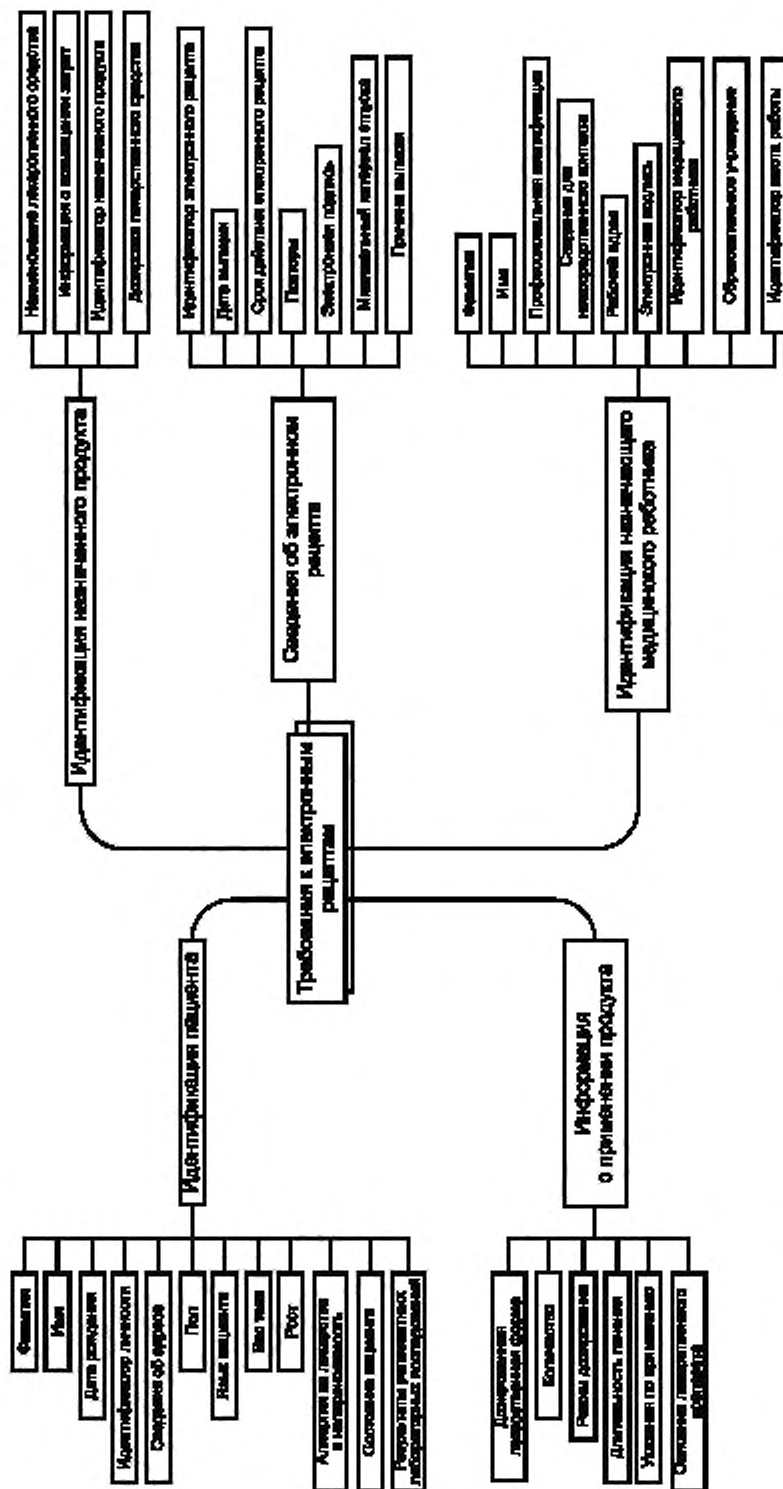 Требования к электронным
рецептам
Идентификация пациента
Фамилия
Имя
Дата рождения
Идентификатор личности
Сведения об адресе
Пол
Язык пациента
Вес тела
Рост
Аллергия на лекарства
и непереносимость
Состояние пациента
Результаты релевантных
лабораторных исследований
Информация
о применении продукта
Дозированная
лекарственная форма
Количество
Режим дозирования
Длительность лечения
Указания по применению
Описание лекарственного
Идентификация назначенного продукта
Наименование лекарственного средства
Информация о возмещении затрат
Идентификатор назначенного продукта
Дозировка лекарственного средства
Сведения об электронном
рецепте
Идентификатор электронного рецепта
Дата выписки
Срок действия электронного рецепта
Повторы
Электронная подпись
Минимальный интервал отпуска
Причина выписки
Идентификация назначающего
медицинского работника
Фамилия
Имя
Профессиональная квалификация
Сведения для
непосредственного контакта
Рабочий адрес
Электронная подпись
Идентификатор медицинского
работника
Образовательное учреждение
Идентификатор места работы